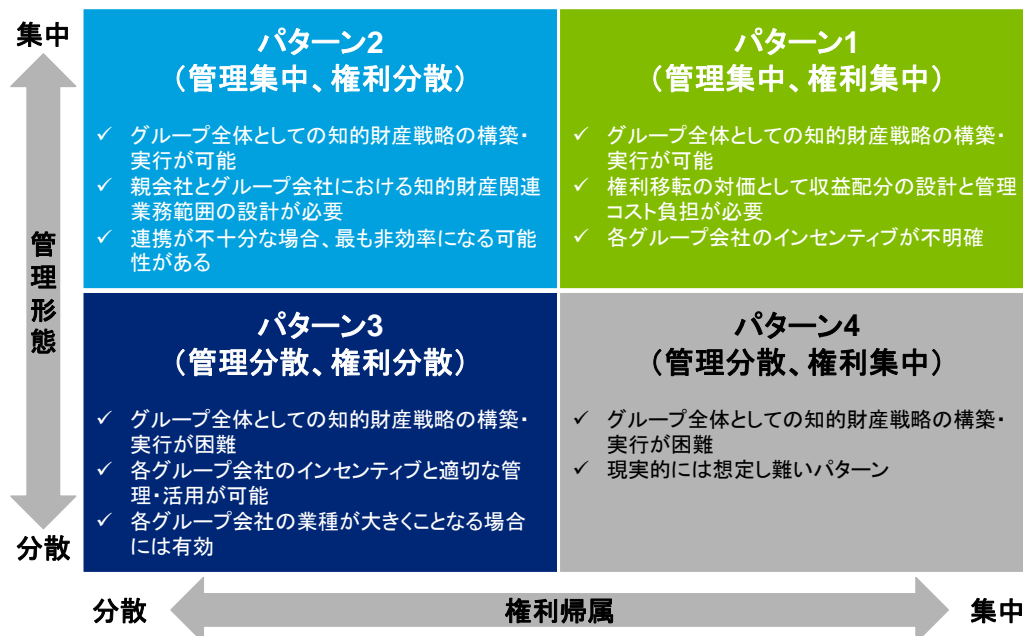 集中
パターン2
（管理集中、権利分散）
✓ グループ全体としての知的財産戦略の構築・
実行が可能
✓ 親会社とグループ会社における知的財産関連
業務範囲の設計が必要
✓ 連携が不十分な場合、最も非効率になる可能
性がある
パターン1
（管理集中、権利集中）
✓ グループ全体としての知的財産戦略の構築・
実行が可能
✓ 権利移転の対価として収益配分の設計と管理
コスト負担が必要
✓ 各グループ会社のインセンティブが不明確
管理形態
パターン3
（管理分散、権利分散）
✓ グループ全体としての知的財産戦略の構築・
実行が困難
✓ 各グループ会社のインセンティブと適切な管
理・活用が可能
✓ 各グループ会社の業種が大きくことなる場合
には有効
パターン4
（管理分散、権利集中）
✓ グループ全体としての知的財産戦略の構築・
実行が困難
✓ 現実的には想定し難いパターン
分散
分散
権利帰属
集中